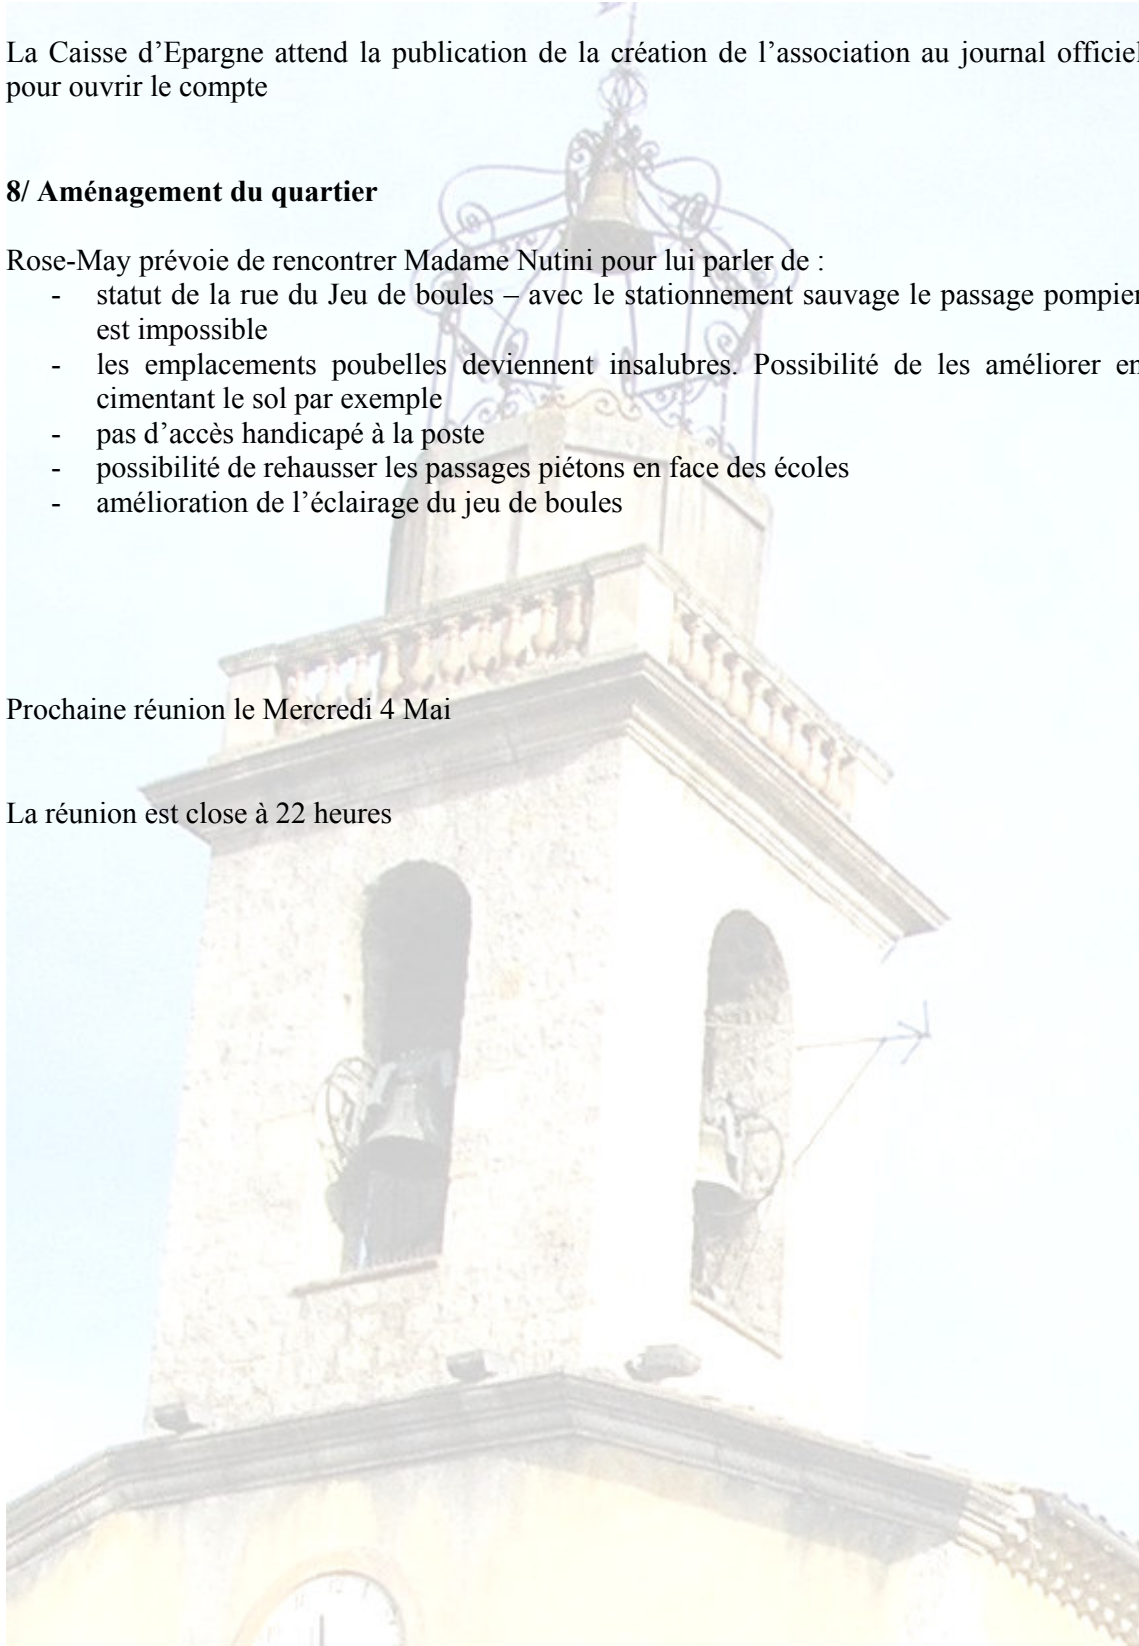 La Caisse d’Epargne attend la publication de la création de l’association au journal officiel
pour ouvrir le compte
8/ Aménagement du quartier
Rose-May prévoie de rencontrer Madame Nutini pour lui parler de :
- statut de la rue du Jeu de boules – avec le stationnement sauvage le passage pompier
est impossible
- les emplacements poubelles deviennent insalubres. Possibilité de les améliorer en
cimentant le sol par exemple
- pas d’accès handicapé à la poste
- possibilité de rehausser les passages piétons en face des écoles
- amélioration de l’éclairage du jeu de boules
Prochaine réunion le Mercredi 4 Mai
La réunion est close à 22 heures